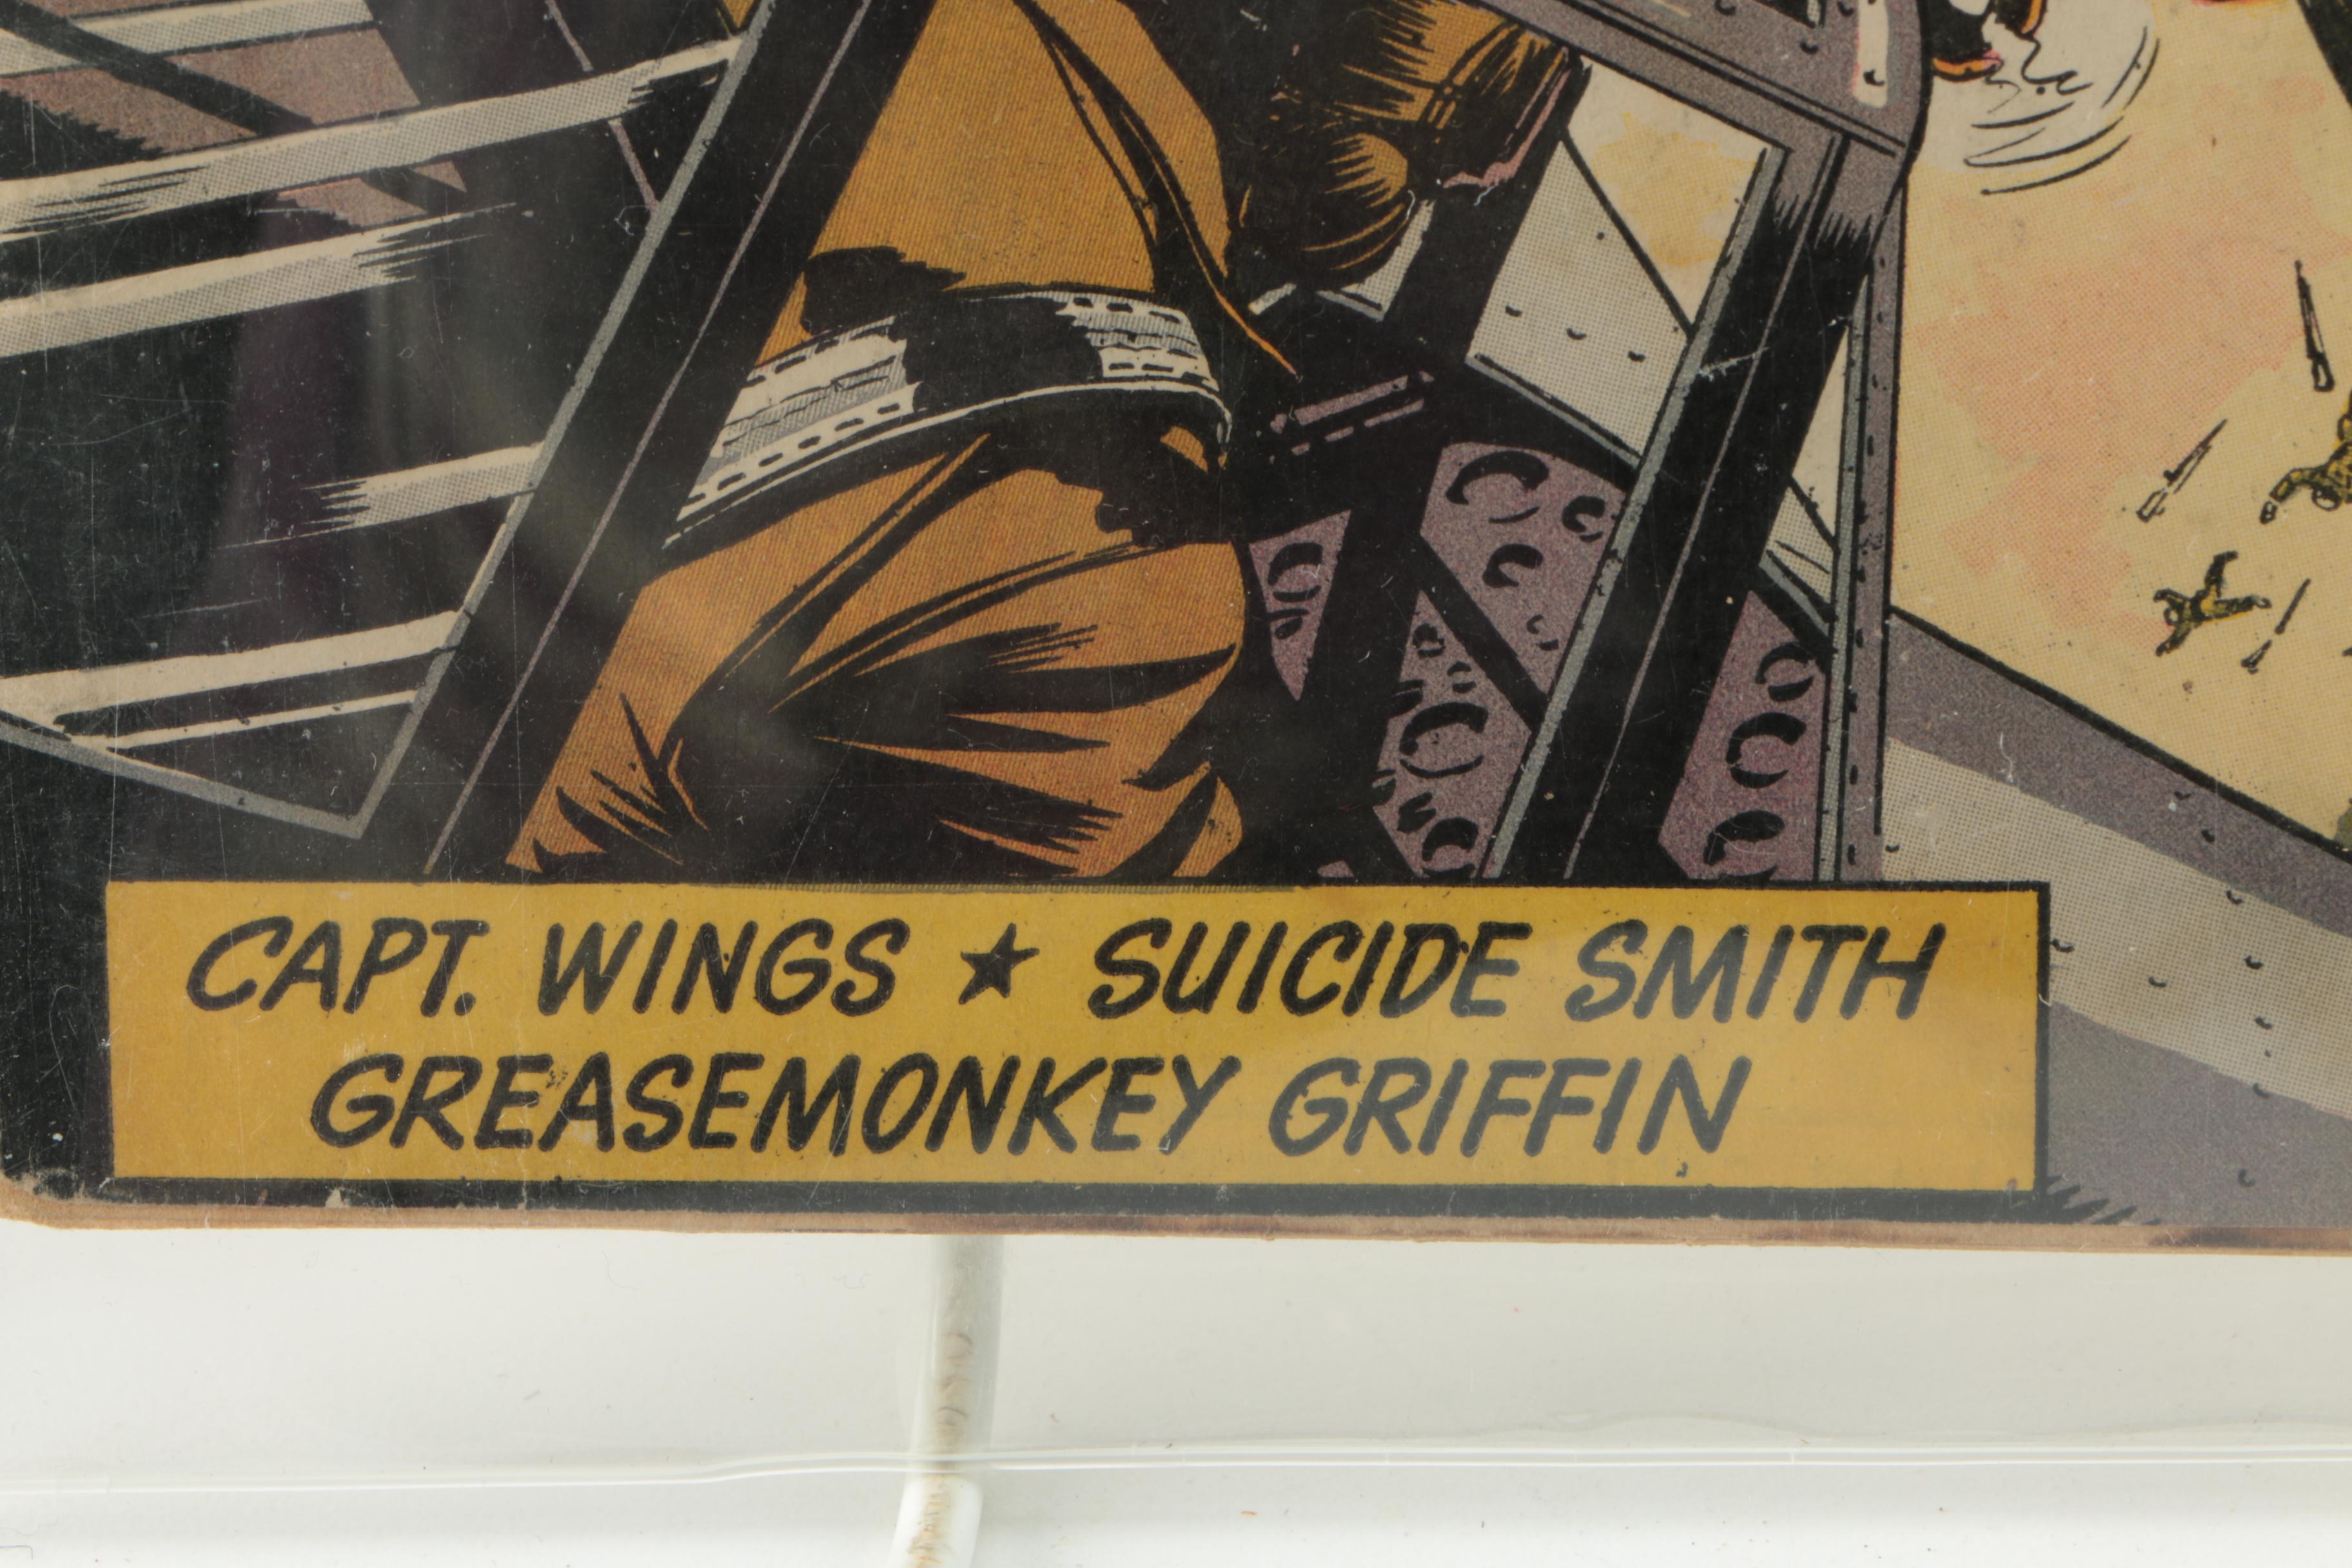 CAPT. WINGS ★ SUICIDE SMITH
GREASEMONKEY GRIFFIN